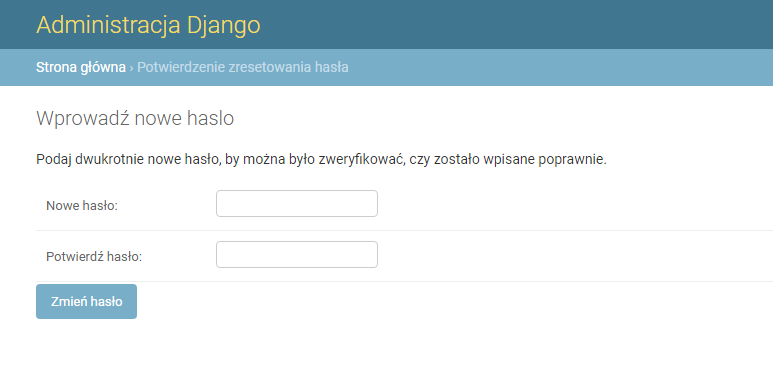 Administracja Django
Strona główna › Potwierdzenie zresetowania hasła
Wprowadź nowe haslo
Podaj dwukrotnie nowe hasło, by można było zweryfikować, czy zostało wpisane poprawnie.
Nowe hasło:
Potwierdź hasło:
Zmień hasło